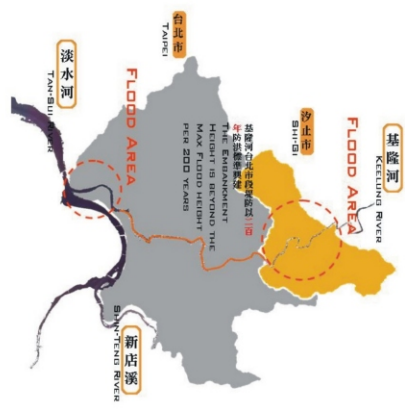 台北市
TAIPEI
淡水河
TAN-SUI RIVER
FLOOD AREA
基隆河台北市段堤防以二百
年防洪標準興建
THE EMBANKMENT
HEIGHT IS BEYOND THE
MAX FLOOD HEIGHT
PER 200 YEARS
汐止市
SHI-GI
FLOOD AREA
基隆河
KEELUNG RIVER
新店溪
SHIN-TENG RIVER